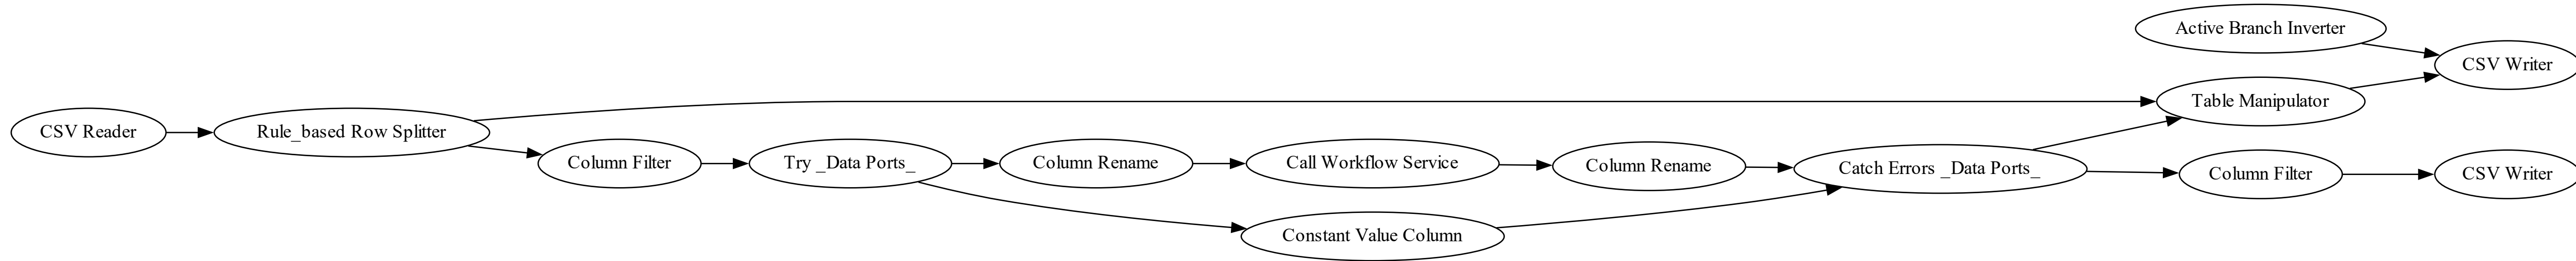 CSV Reader
Rule_based Row Splitter
Column Filter
Try _Data Ports_
Column Rename
Call Workflow Service
Constant Value Column
Column Rename
Catch Errors _Data Ports_
Active Branch Inverter
Table Manipulator
Column Filter
CSV Writer
CSV Writer